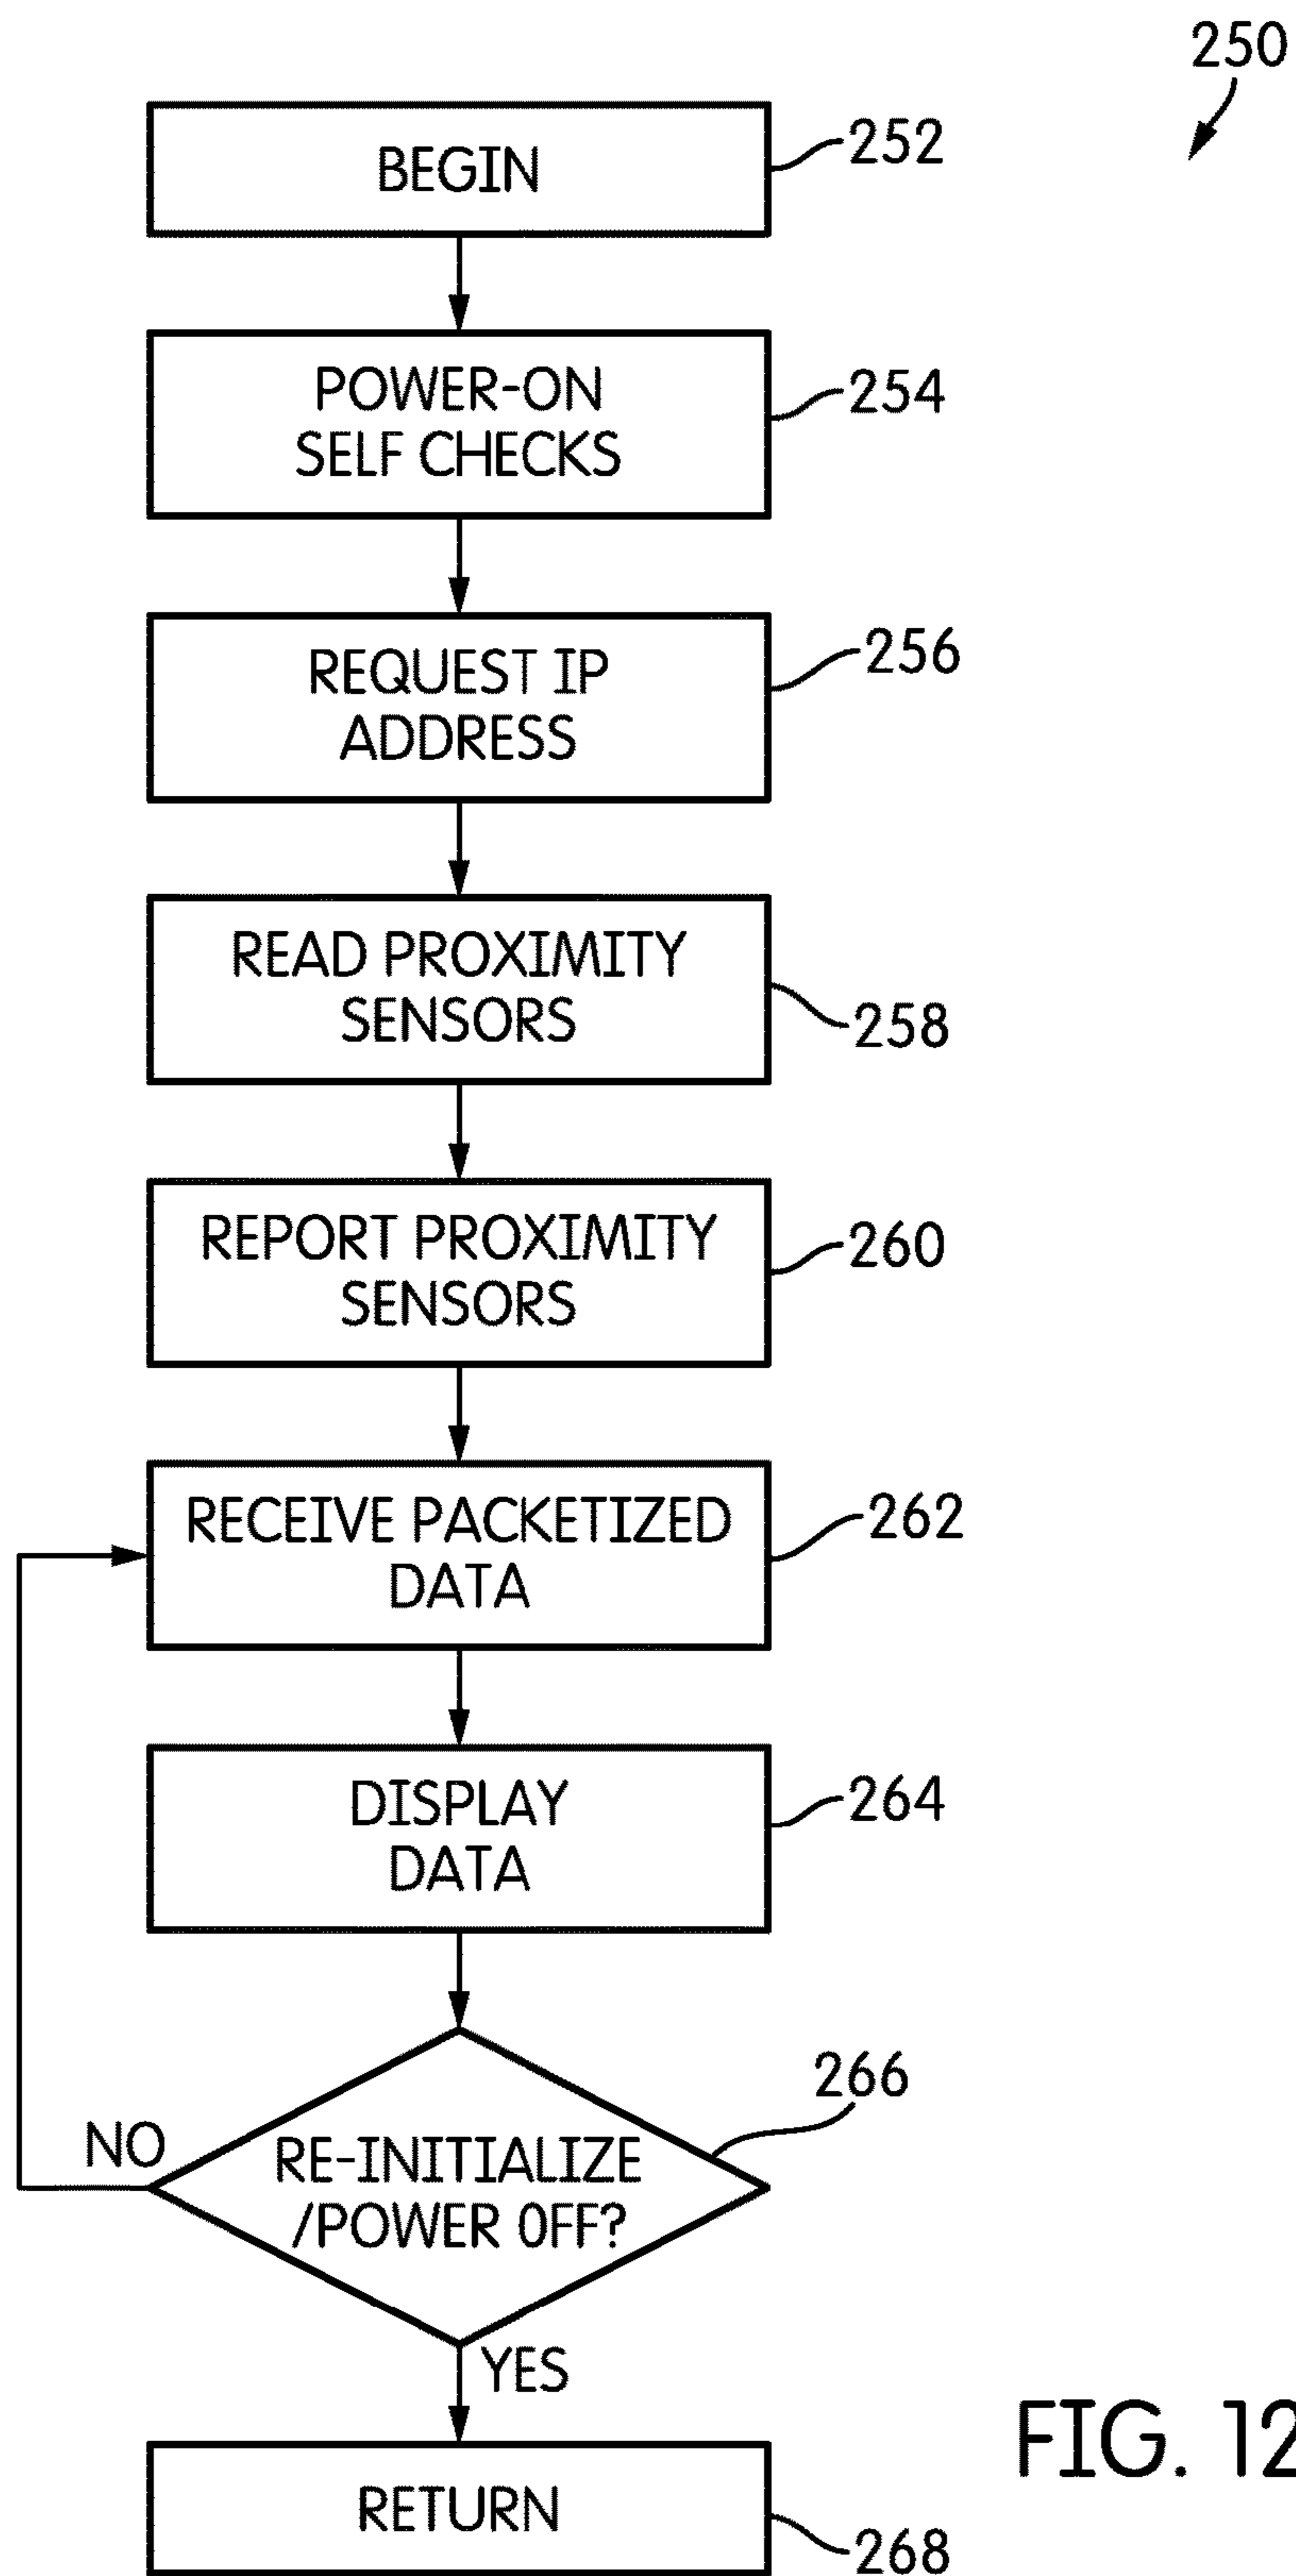 250
BEGIN
252
POWER-ON
SELF CHECKS
254
REQUEST IP
ADDRESS
256
READ PROXIMITY
SENSORS
258
REPORT PROXIMITY
SENSORS
260
RECEIVE PACKETIZED
DATA
262
DISPLAY
DATA
264
RE-INITIALIZE
/POWER OFF?
266
NO
YES
RETURN
268
FIG. 12